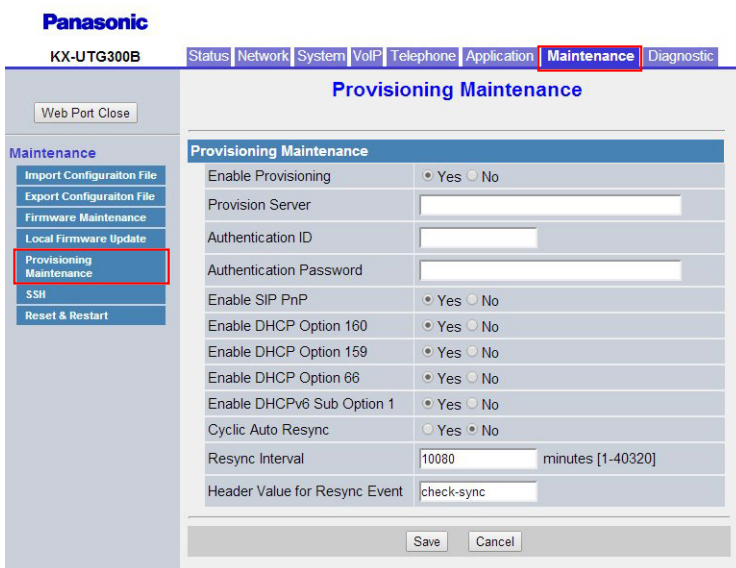 Panasonic
KX-UTG300B
Status Network System VoIP Telephone Application Maintenance Diagnostic
Web Port Close
Maintenance
Import Configuraiton File
Export Configuraiton File
Firmware Maintenance
Local Firmware Update
Provisioning
Maintenance
SSH
Reset & Restart
Provisioning Maintenance
Provisioning Maintenance
Enable Provisioning Yes No
Provision Server
Authentication ID
Authentication Password
Enable SIP PnP Yes No
Enable DHCP Option 160 Yes No
Enable DHCP Option 159 Yes No
Enable DHCP Option 66 Yes No
Enable DHCPv6 Sub Option 1 Yes No
Cyclic Auto Resync Yes No
Resync Interval 10080 minutes [1-40320]
Header Value for Resync Event check-sync
Save Cancel